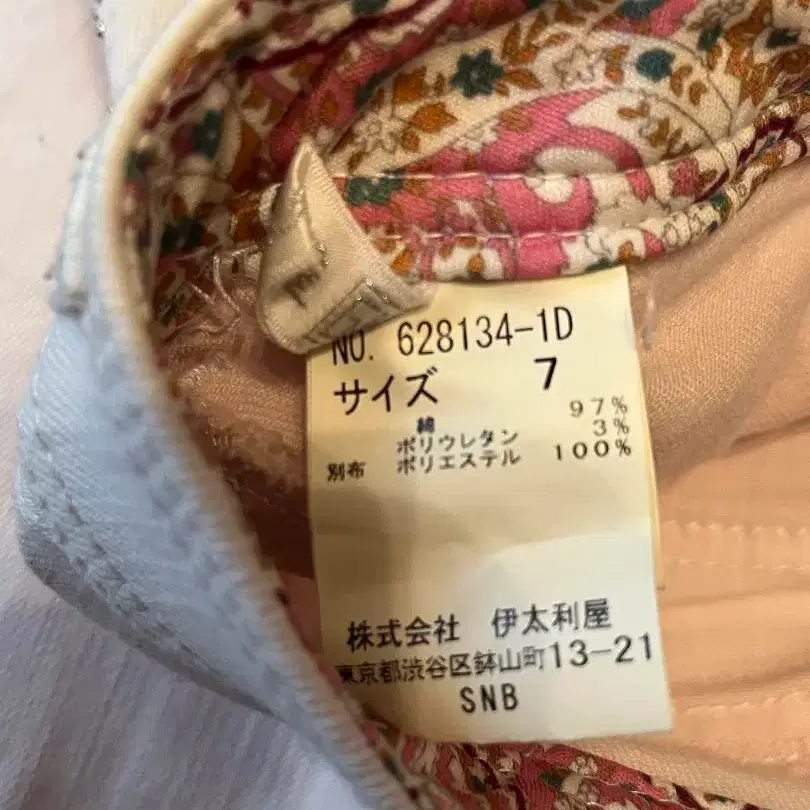 NO. 628134-1D
サイズ 7
綿 97%
ポリウレタン 3%
別布 ポリエステル 100%
株式会社 伊太利屋
東京都渋谷区鉢山町13-21
SNB